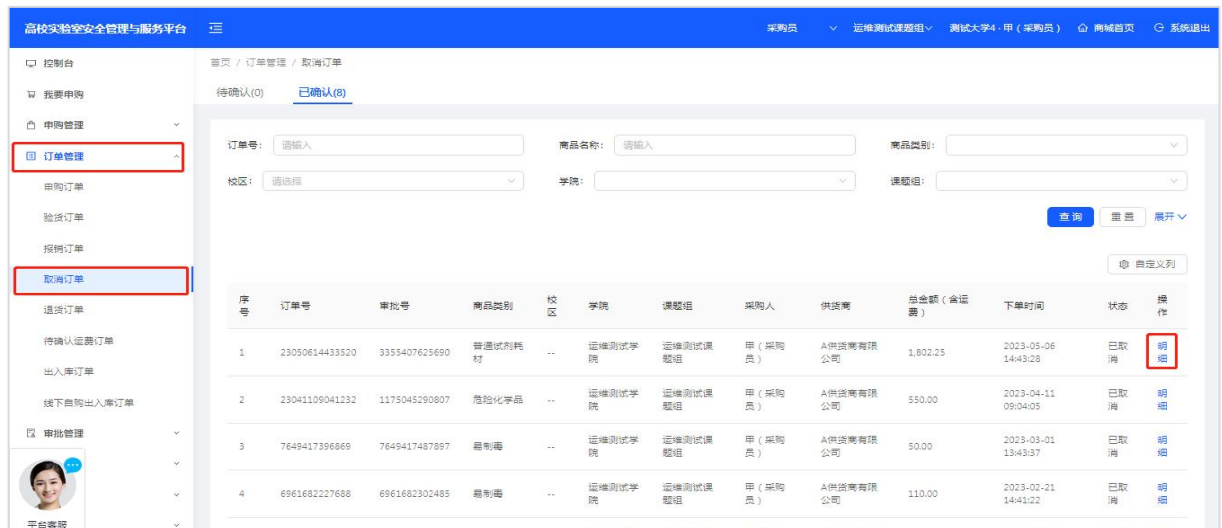 高校实验室安全管理与服务平台
采购员 运维测试课题组 测试大学4 · 甲（采购员） 商城首页 系统退出
控制台
我要申购
申购管理
订单管理
申购订单
验货订单
报销订单
取消订单
退货订单
待确认运费订单
出入库订单
线下自购出入库订单
审批管理
平台客服
首页 / 订单管理 / 取消订单
待确认(0) 已确认(8)
订单号： 请输入 商品名称： 请输入 商品类别：
校区： 请选择 学院： 课题组：
查询 重置 展开
自定义列
序号 订单号 审批号 商品类别 校区 学院 课题组 采购人 供货商 总金额（含运费） 下单时间 状态 操作
1 23050614433520 3355407625690 普通试剂耗材 -- 运维测试学院 运维测试课题组 甲（采购员） A供货商有限公司 1,802.25 2023-05-06 14:43:28 已取消 明细
2 23041109041232 1175045290807 危险化学品 -- 运维测试学院 运维测试课题组 甲（采购员） A供货商有限公司 550.00 2023-04-11 09:04:05 已取消 明细
3 7649417396869 7649417487897 易制毒 -- 运维测试学院 运维测试课题组 甲（采购员） A供货商有限公司 50.00 2023-03-01 13:43:37 已取消 明细
4 6961682227688 6961682302485 易制毒 -- 运维测试学院 运维测试课题组 甲（采购员） A供货商有限公司 110.00 2023-02-21 14:41:22 已取消 明细